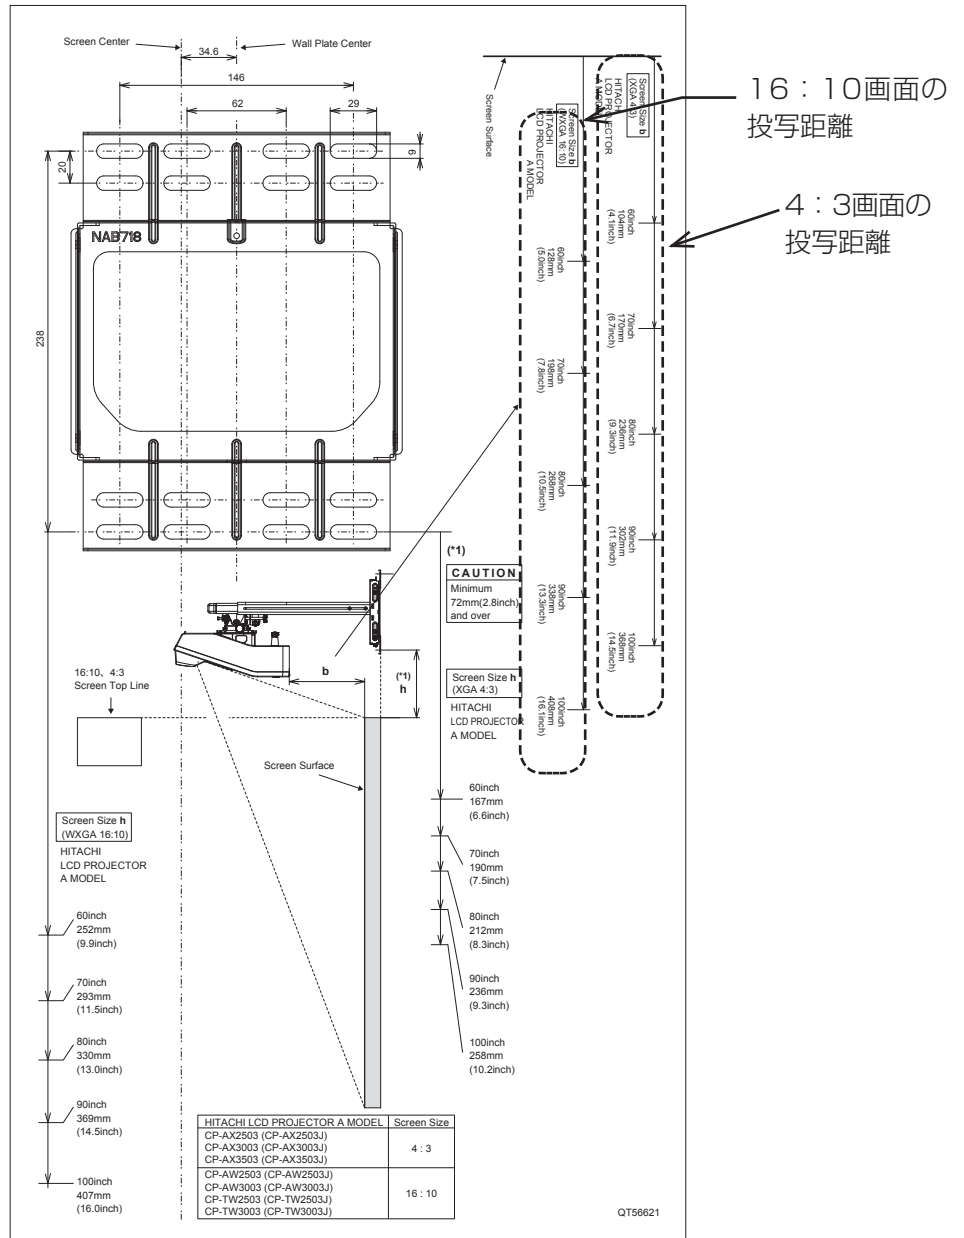 Screen Center
Wall Plate Center
34.6
146
62
29
9
20
238
NAB718
Screen Surface
Screen Size b
(WXGA 16:10)
HITACHI
LCD PROJECTOR
A MODEL
60inch
128mm
(5.0inch)
70inch
198mm
(7.8inch)
80inch
268mm
(10.5inch)
90inch
338mm
(13.3inch)
100inch
408mm
(16.1inch)
Screen Size b
(XGA 4:3)
HITACHI
LCD PROJECTOR
A MODEL
60inch
104mm
(4.1inch)
70inch
170mm
(6.7inch)
80inch
236mm
(9.3inch)
90inch
302mm
(11.9inch)
100inch
368mm
(14.5inch)
16：10画面の
投写距離
4：3画面の
投写距離
(*1)
CAUTION
Minimum
72mm(2.8inch)
and over
b
(*1)
h
16:10、4:3
Screen Top Line
Screen Surface
Screen Size h
(XGA 4:3)
HITACHI
LCD PROJECTOR
A MODEL
60inch
167mm
(6.6inch)
70inch
190mm
(7.5inch)
80inch
212mm
(8.3inch)
90inch
236mm
(9.3inch)
100inch
258mm
(10.2inch)
Screen Size h
(WXGA 16:10)
HITACHI
LCD PROJECTOR
A MODEL
60inch
252mm
(9.9inch)
70inch
293mm
(11.5inch)
80inch
330mm
(13.0inch)
90inch
369mm
(14.5inch)
100inch
407mm
(16.0inch)
HITACHI LCD PROJECTOR A MODEL Screen Size
CP-AX2503 (CP-AX2503J)
CP-AX3003 (CP-AX3003J)
CP-AX3503 (CP-AX3503J)
4 : 3
CP-AW2503 (CP-AW2503J)
CP-AW3003 (CP-AW3003J)
CP-TW2503 (CP-TW2503J)
CP-TW3003 (CP-TW3003J)
16 : 10
QT56621